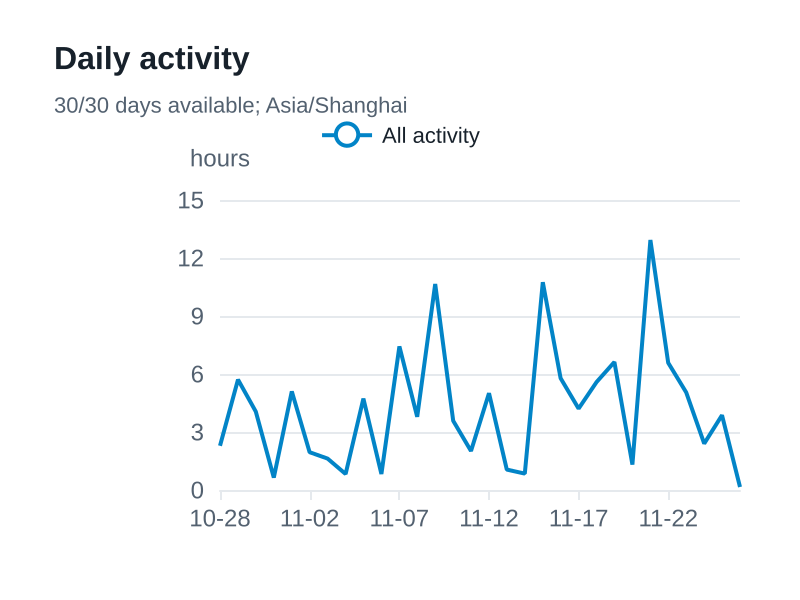 Daily activity
30/30 days available; Asia/Shanghai
All activity
hours
15
12
9
6
3
0
10-28 11-02 11-07 11-12 11-17 11-22